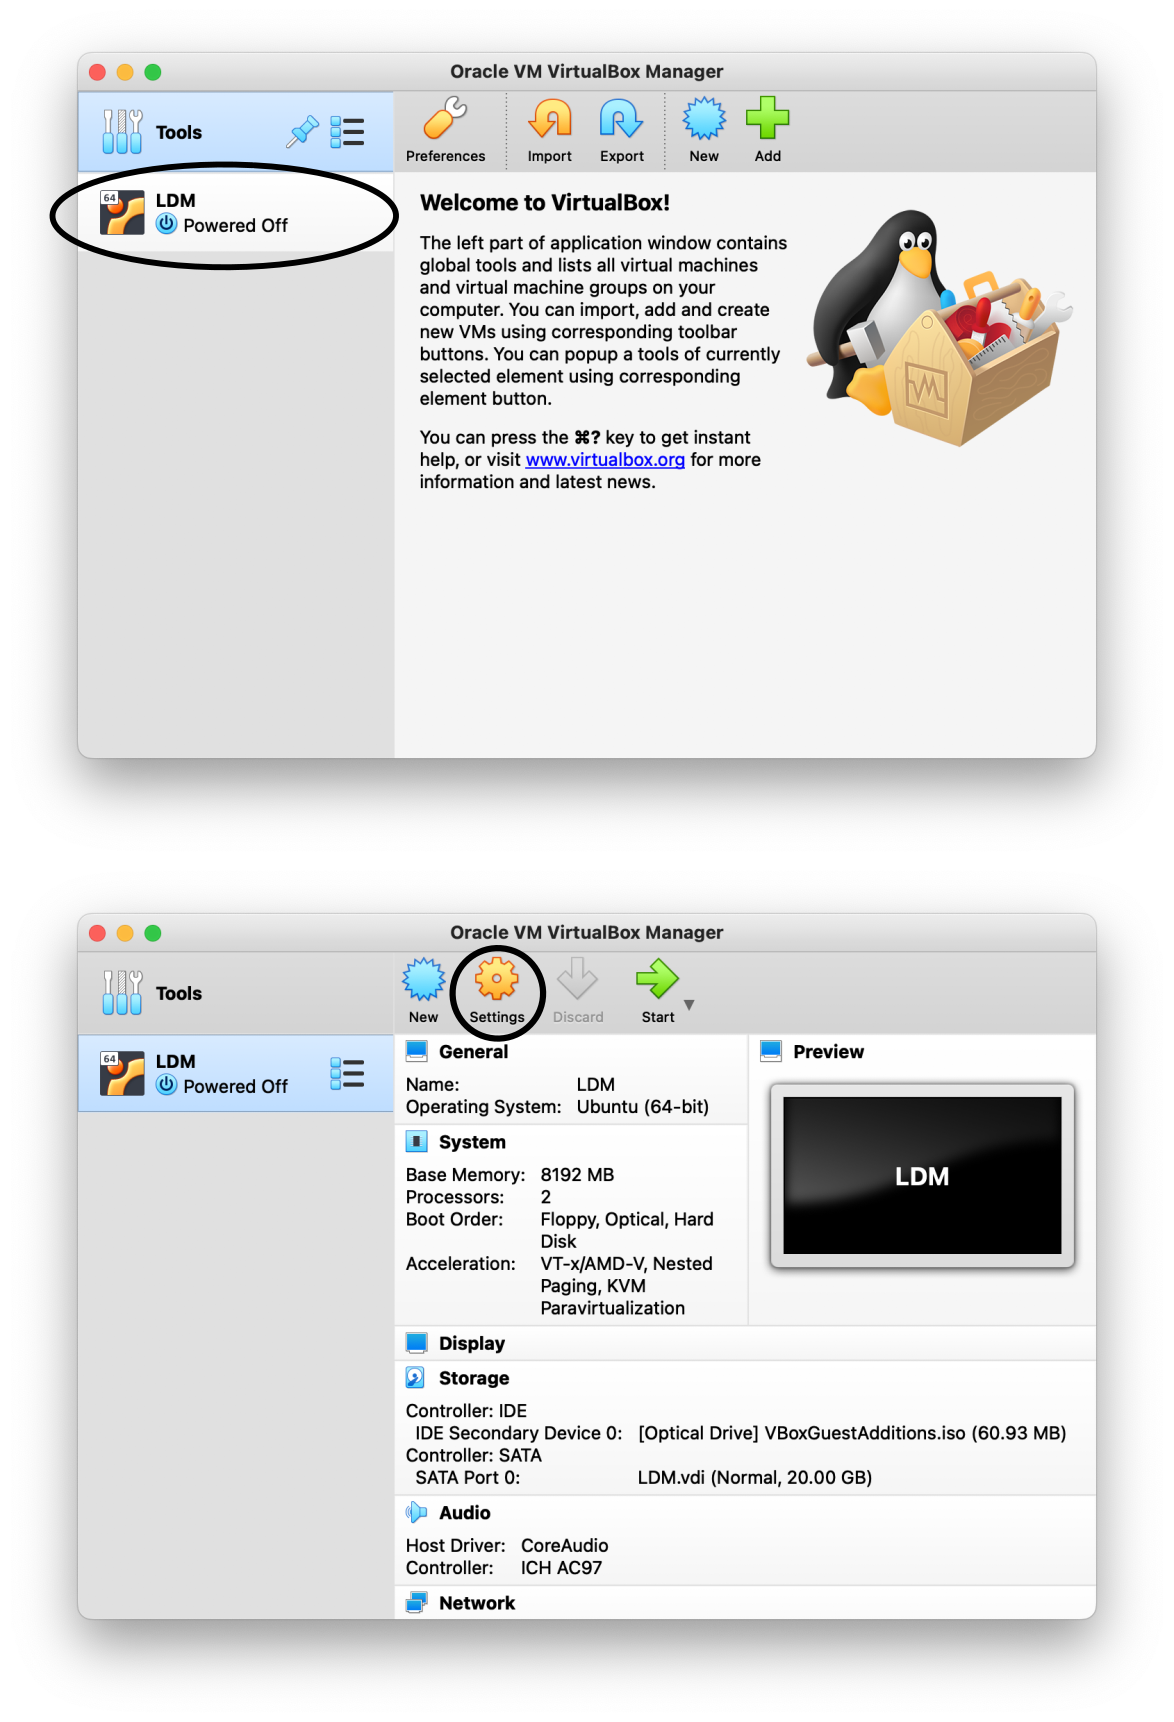 Oracle VM VirtualBox Manager
Tools
Preferences
Import
Export
New
Add
64
LDM
Powered Off
Welcome to VirtualBox!
The left part of application window contains
global tools and lists all virtual machines
and virtual machine groups on your
computer. You can import, add and create
new VMs using corresponding toolbar
buttons. You can popup a tools of currently
selected element using corresponding
element button.
You can press the ⌘? key to get instant
help, or visit www.virtualbox.org for more
information and latest news.
Oracle VM VirtualBox Manager
Tools
New
Settings
Discard
Start
64
LDM
Powered Off
General
Name: LDM
Operating System: Ubuntu (64-bit)
System
Base Memory: 8192 MB
Processors: 2
Boot Order: Floppy, Optical, Hard
Disk
Acceleration: VT-x/AMD-V, Nested
Paging, KVM
Paravirtualization
Preview
LDM
Display
Storage
Controller: IDE
IDE Secondary Device 0: [Optical Drive] VBoxGuestAdditions.iso (60.93 MB)
Controller: SATA
SATA Port 0: LDM.vdi (Normal, 20.00 GB)
Audio
Host Driver: CoreAudio
Controller: ICH AC97
Network